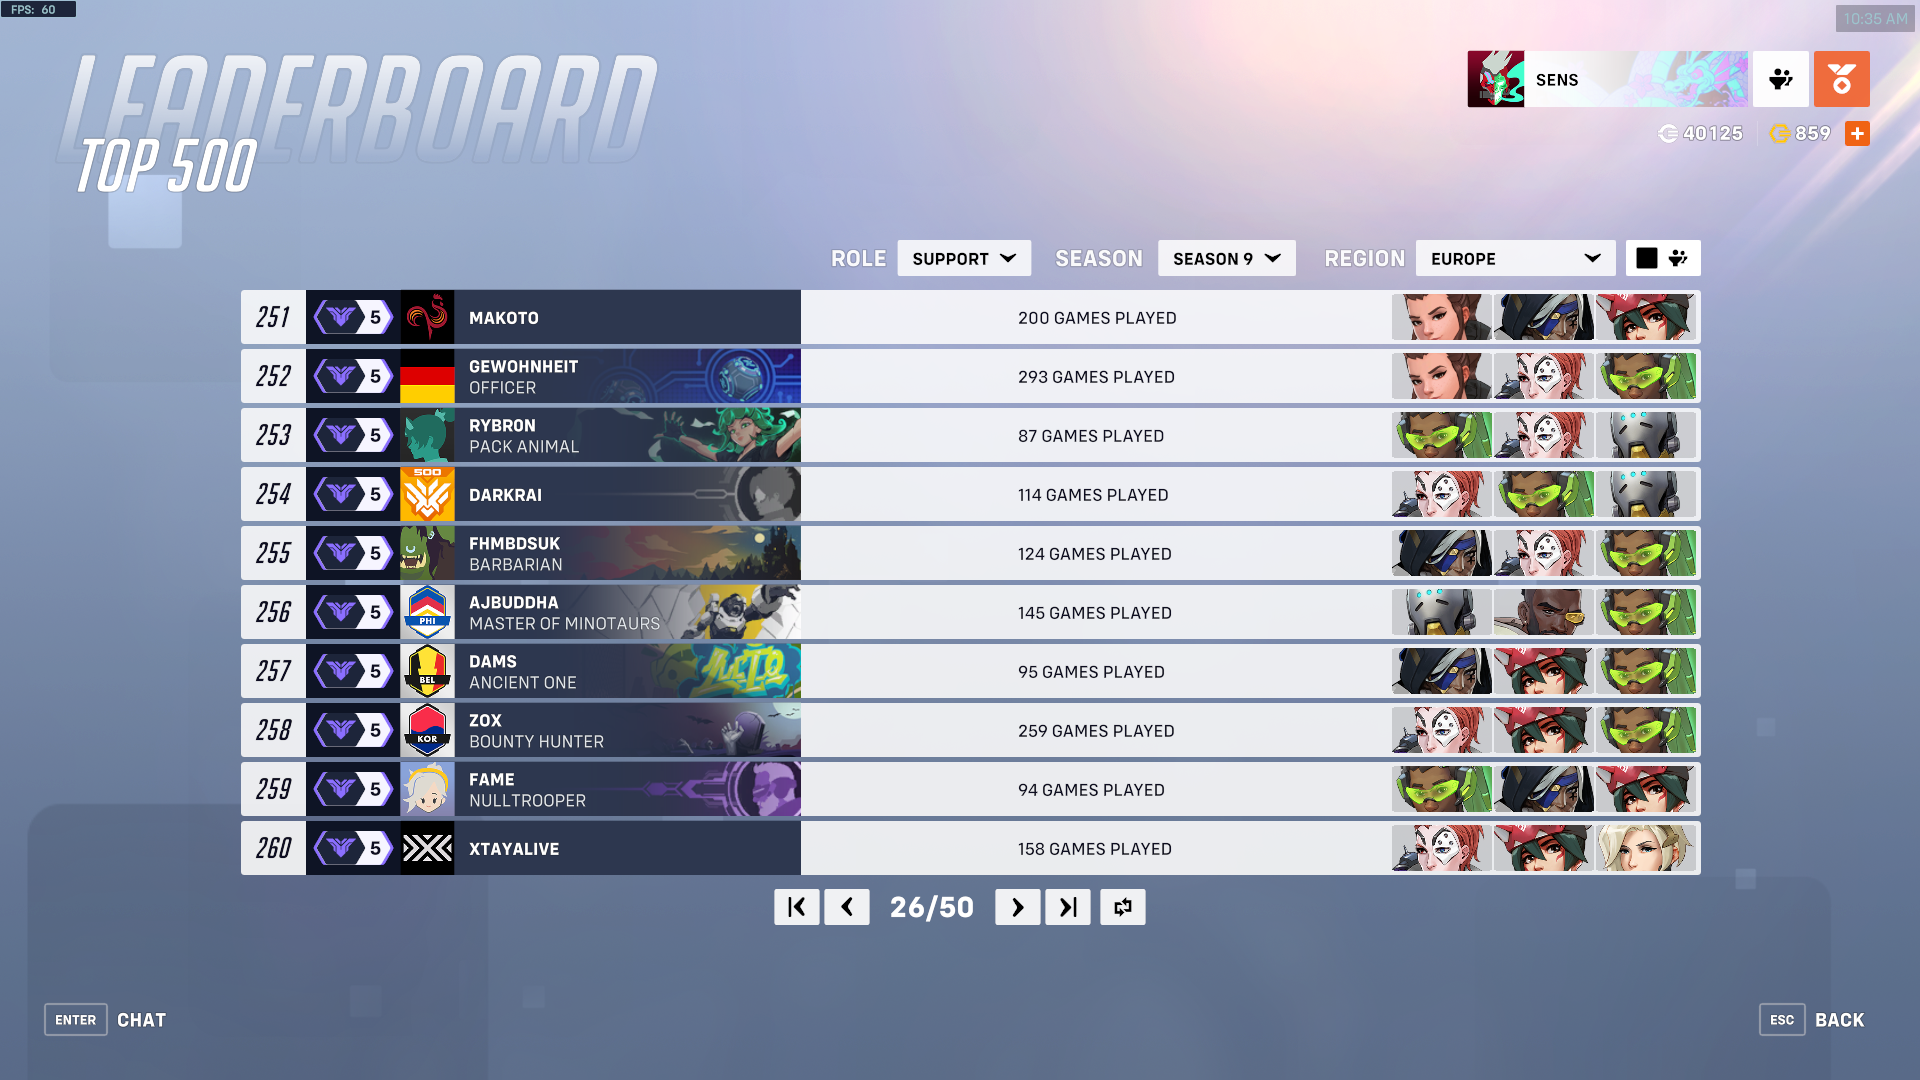 FPS: 60
10:35 AM
LEADERBOARD
TOP 500
SENS
40125
859
ROLE SUPPORT SEASON SEASON 9 REGION EUROPE
251 5 MAKOTO 200 GAMES PLAYED
252 5 GEWOHNHEIT
OFFICER
293 GAMES PLAYED
253 5 RYBRON
PACK ANIMAL
87 GAMES PLAYED
254 5 500 DARKRAI 114 GAMES PLAYED
255 5 FHMBDSUK
BARBARIAN
124 GAMES PLAYED
256 5 PHI AJBUDDHA
MASTER OF MINOTAURS
145 GAMES PLAYED
257 5 BEL DAMS
ANCIENT ONE
95 GAMES PLAYED
258 5 KOR ZOX
BOUNTY HUNTER
259 GAMES PLAYED
259 5 FAME
NULLTROOPER
94 GAMES PLAYED
260 5 XTAYALIVE 158 GAMES PLAYED
26/50
ENTER CHAT
ESC BACK